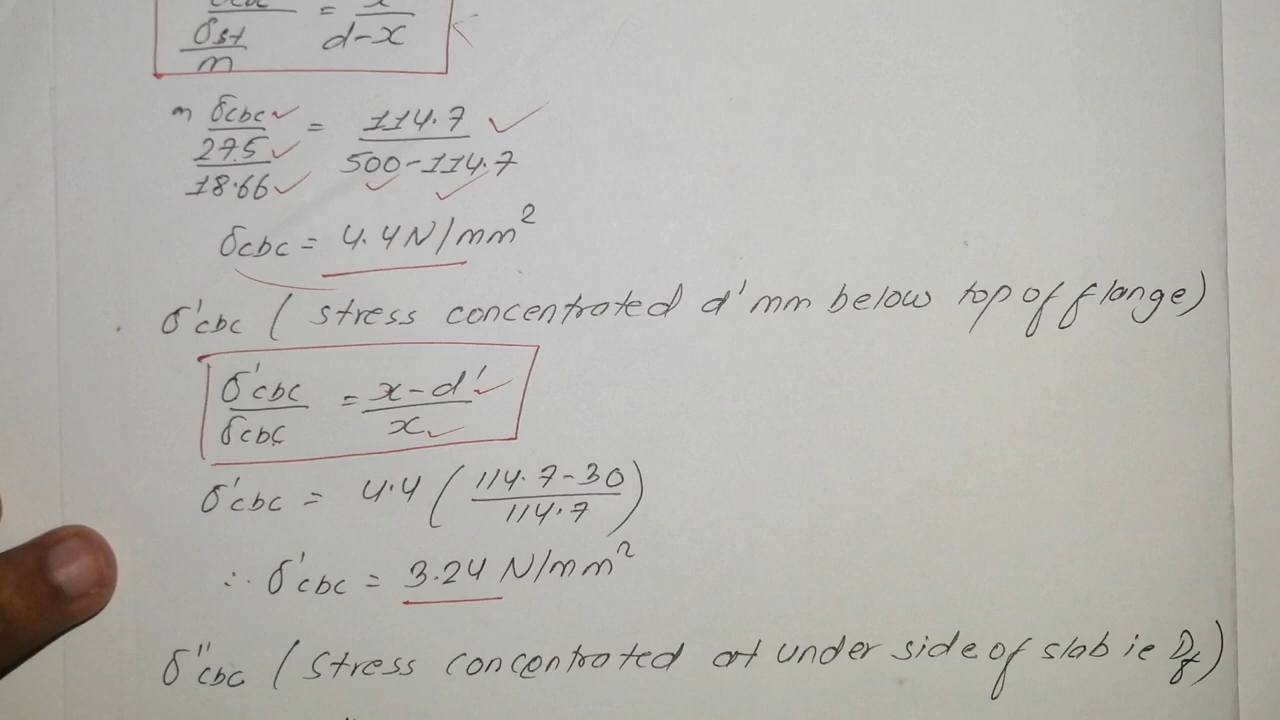 σst / m = / d-x
m σcbc / 275 / 18.66 = 114.7 / 500-114.7
σcbc = 4.4 N/mm²
σ'cbc ( stress concentrated d' mm below top of flange)
σ'cbc / σcbc = x-d' / x
σ'cbc = 4.4 ( 114.7-30 / 114.7 )
∴ σ'cbc = 3.24 N/mm²
σ''cbc ( stress concentrated at under side of slab ie Df)